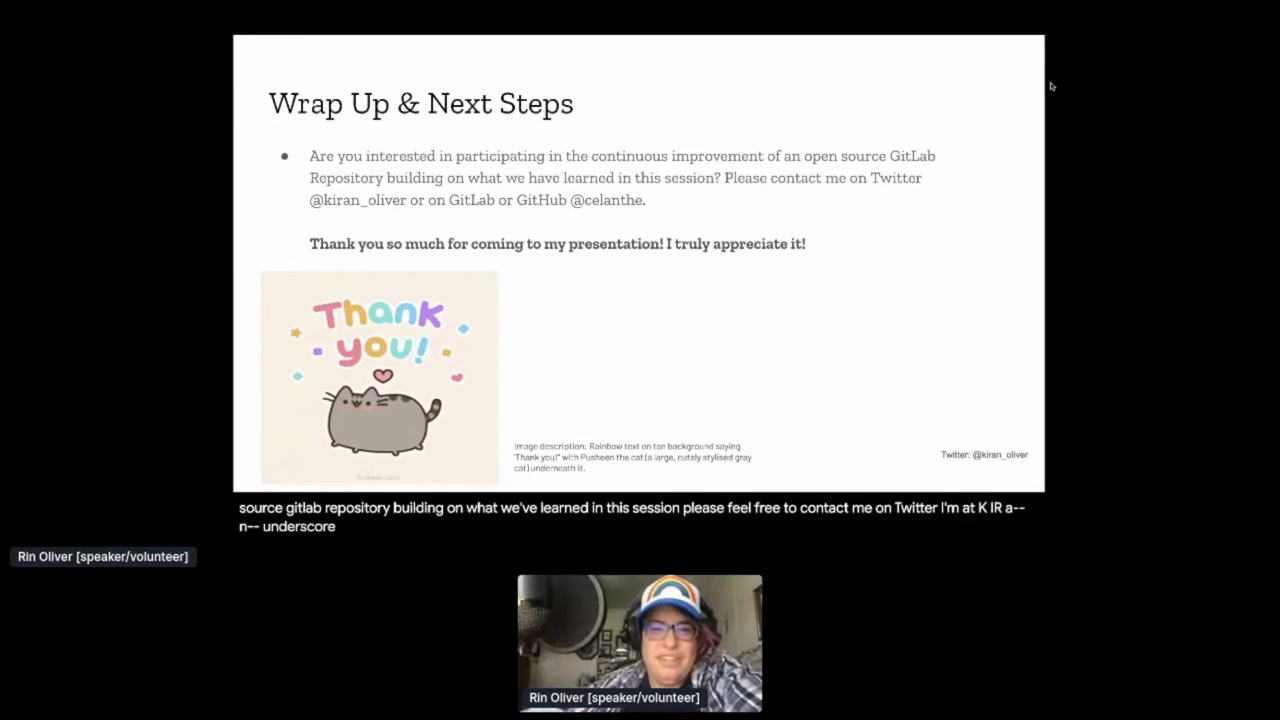 Wrap Up & Next Steps
● Are you interested in participating in the continuous improvement of an open source GitLab
Repository building on what we have learned in this session? Please contact me on Twitter
@kiran_oliver or on GitLab or GitHub @celanthe.
Thank you so much for coming to my presentation! I truly appreciate it!
Thank
you!
pusheen.com
Image description: Rainbow text on tan background saying
"Thank you!" with Pusheen the cat (a large, cutely stylised gray
cat) underneath it.
Twitter: @kiran_oliver
source gitlab repository building on what we've learned in this session please feel free to contact me on Twitter I'm at K IR a--
n-- underscore
Rin Oliver [speaker/volunteer]
Rin Oliver [speaker/volunteer]